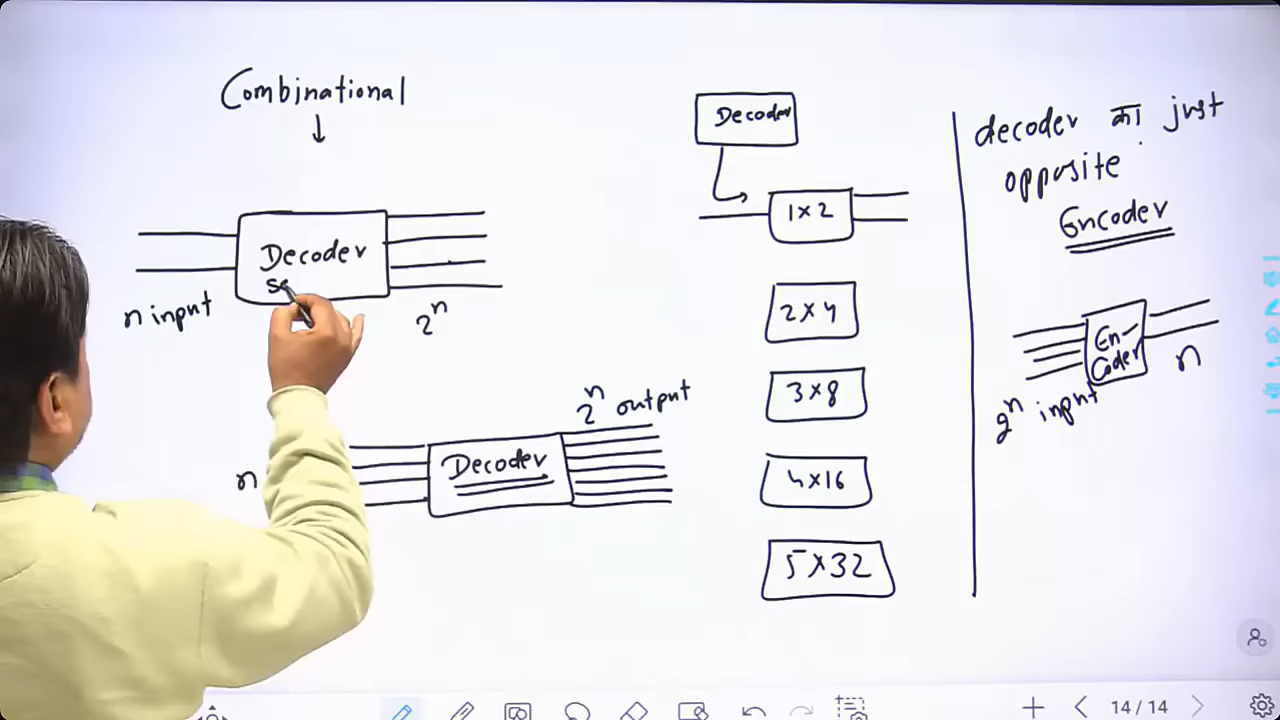 Combinational
Decoder
se
n input
2^n
n
Decoder
2^n output
Decoder
1×2
2×4
3×8
4×16
5×32
decoder का just
opposite
Encoder
En-
Coder
2^n input
n
14/14